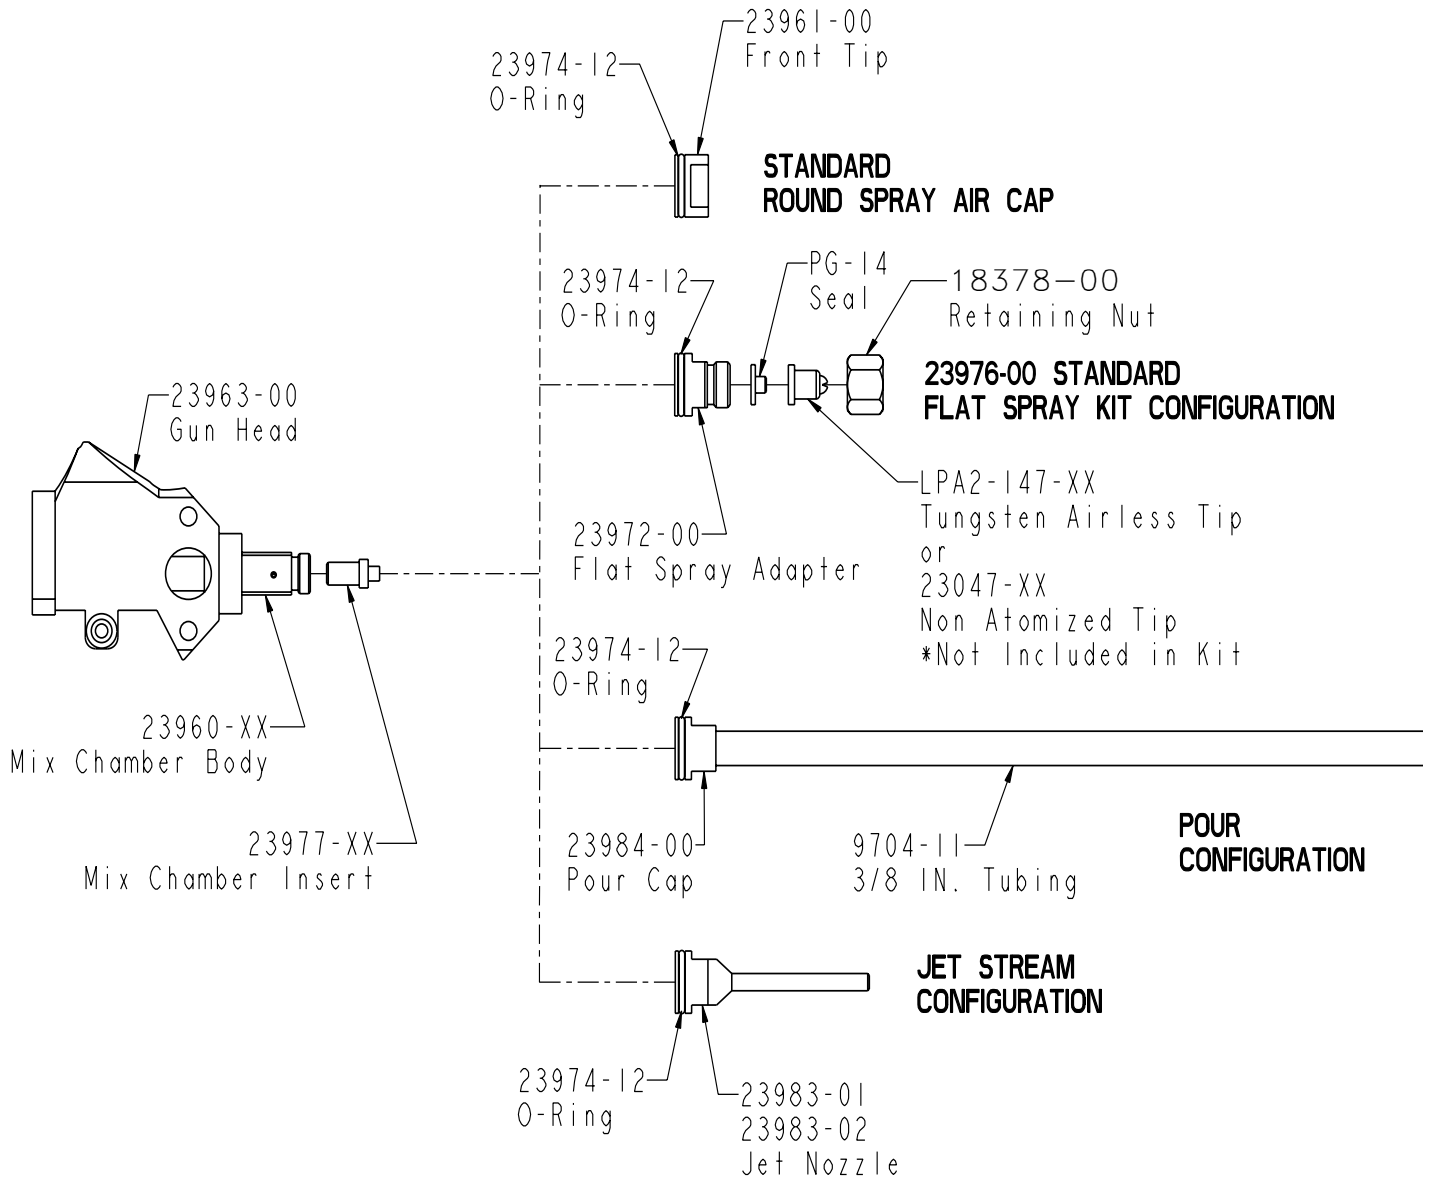 23961-00
Front Tip
23974-12
O-Ring
STANDARD
ROUND SPRAY AIR CAP
23974-12
O-Ring
PG-14
Seal
18378-00
Retaining Nut
23976-00 STANDARD
FLAT SPRAY KIT CONFIGURATION
23963-00
Gun Head
23972-00
Flat Spray Adapter
LPA2-147-XX
Tungsten Airless Tip
or
23047-XX
Non Atomized Tip
*Not Included in Kit
23974-12
O-Ring
23960-XX
Mix Chamber Body
23977-XX
Mix Chamber Insert
23984-00
Pour Cap
9704-11
3/8 IN. Tubing
POUR
CONFIGURATION
JET STREAM
CONFIGURATION
23974-12
O-Ring
23983-01
23983-02
Jet Nozzle